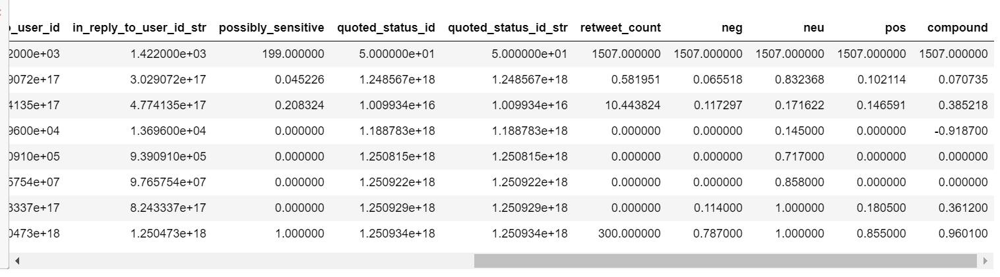 o_user_id in_reply_to_user_id_str possibly_sensitive quoted_status_id quoted_status_id_str retweet_count neg neu pos compound
2000e+03 1.422000e+03 199.000000 5.000000e+01 5.000000e+01 1507.000000 1507.000000 1507.000000 1507.000000 1507.000000
9072e+17 3.029072e+17 0.045226 1.248567e+18 1.248567e+18 0.581951 0.065518 0.832368 0.102114 0.070735
4135e+17 4.774135e+17 0.208324 1.009934e+16 1.009934e+16 10.443824 0.117297 0.171622 0.146591 0.385218
9600e+04 1.369600e+04 0.000000 1.188783e+18 1.188783e+18 0.000000 0.000000 0.145000 0.000000 -0.918700
0910e+05 9.390910e+05 0.000000 1.250815e+18 1.250815e+18 0.000000 0.000000 0.717000 0.000000 0.000000
5754e+07 9.765754e+07 0.000000 1.250922e+18 1.250922e+18 0.000000 0.000000 0.858000 0.000000 0.000000
3337e+17 8.243337e+17 0.000000 1.250929e+18 1.250929e+18 0.000000 0.114000 1.000000 0.180500 0.361200
0473e+18 1.250473e+18 1.000000 1.250934e+18 1.250934e+18 300.000000 0.787000 1.000000 0.855000 0.960100